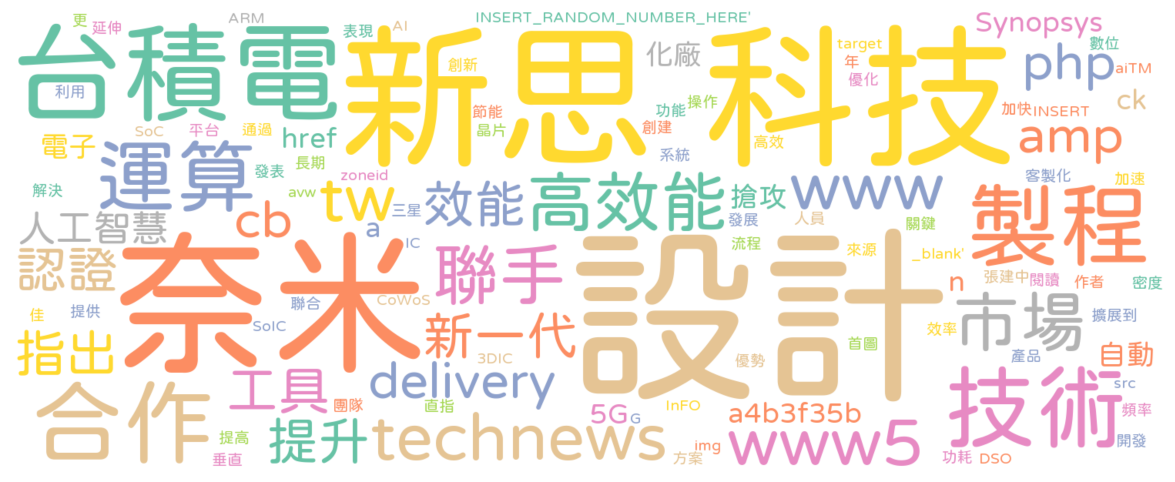 更 延伸 ARM 表現 AI INSERT_RANDOM_NUMBER_HERE' Synopsys
台積電 新思科技 化廠 target 年 優化 php 數位 aiTM
利用 創新 節能 晶片 功能 操作 創建 高效 加快 INSERT ck
電子 SoC 平台 通過 href 系統 amp
運算 發表 長期 zoneid 客製化 加速
解決 avw tw 三星 a 效能 高效能 搶攻 www 製程
人工智慧 cb IC 發展 人員 關鍵
認證 奈米 聯手 設計 流程 來源 _blank' n 張建中 閱讀 作者 密度
佳 提供 SoIC 聯合 CoWoS 市場 擴展到
指出 新一代 3DIC 優勢 首圖 效率 產品 自動
合作 工具 delivery 技術 src
團隊 直指 5G G InFO a4b3f35b 頻率
提高 垂直 提升 technews 方案 img www5 功耗 DSO 開發